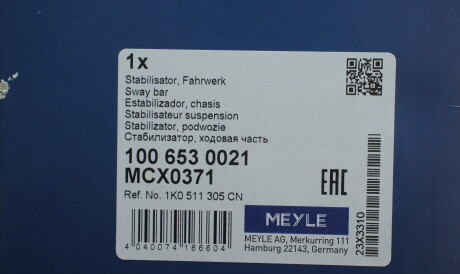 1x
Stabilisator, Fahrwerk
Sway bar
Estabilizador, chasis
Stabilisateur suspension
Stabilizator, podwozie
Стабилизатор, ходовая часть
100 653 0021
MCX0371
Ref. No. 1K0 511 305 CN
EAC
MEYLE
MEYLE AG, Merkurring 111
Hamburg 22143, Germany
4 040074 166604
23X3310